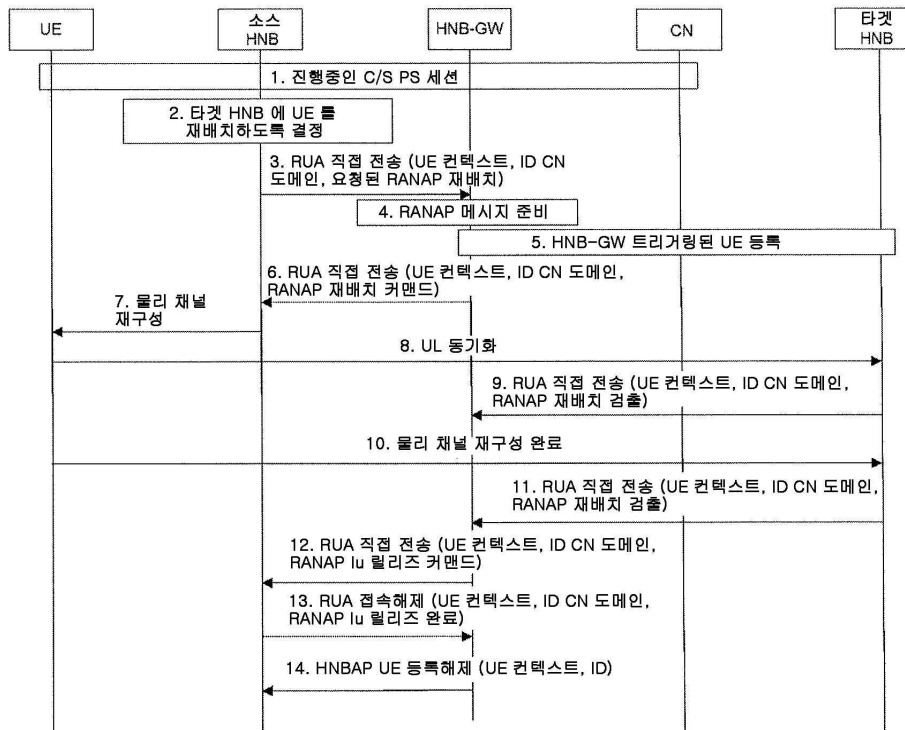 UE
소스
HNB
HNB-GW
CN
타겟
HNB
1. 진행중인 C/S PS 세션
2. 타겟 HNB 에 UE 를
재배치하도록 결정
3. RUA 직접 전송 (UE 컨텍스트, ID CN
도메인, 요청된 RANAP 재배치)
4. RANAP 메시지 준비
5. HNB-GW 트리거링된 UE 등록
6. RUA 직접 전송 (UE 컨텍스트, ID CN 도메인,
RANAP 재배치 커맨드)
7. 물리 채널
재구성
8. UL 동기화
9. RUA 직접 전송 (UE 컨텍스트, ID CN 도메인,
RANAP 재배치 검출)
10. 물리 채널 재구성 완료
11. RUA 직접 전송 (UE 컨텍스트, ID CN 도메인,
RANAP 재배치 검출)
12. RUA 직접 전송 (UE 컨텍스트, ID CN 도메인,
RANAP Iu 릴리즈 커맨드)
13. RUA 접속해제 (UE 컨텍스트, ID CN 도메인,
RANAP Iu 릴리즈 완료)
14. HNBAP UE 등록해제 (UE 컨텍스트, ID)